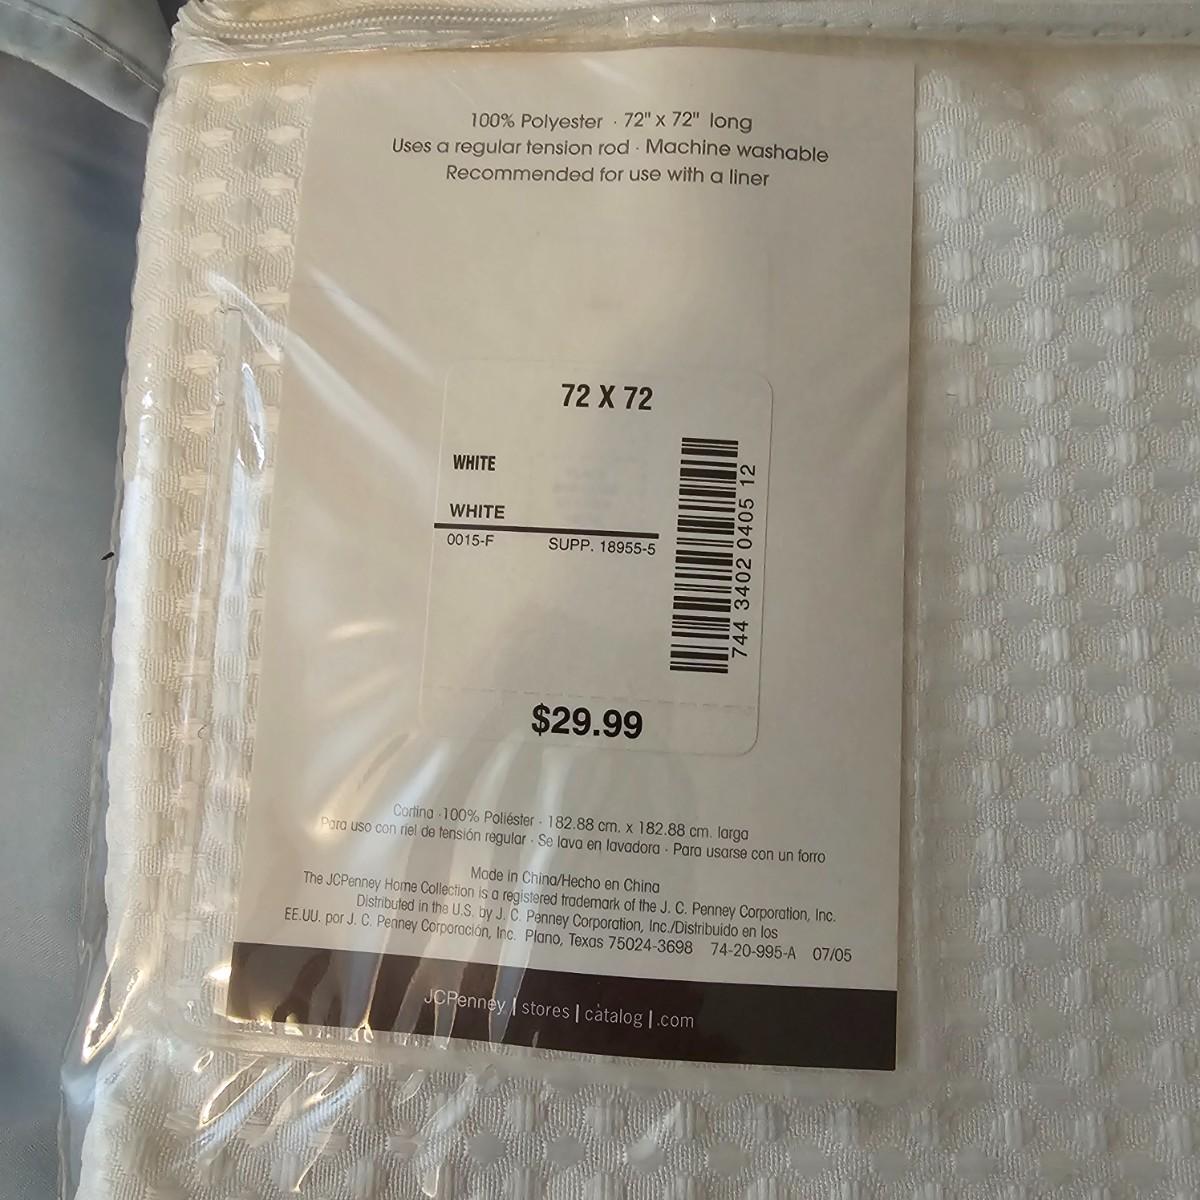 100% Polyester · 72" x 72" long
Uses a regular tension rod · Machine washable
Recommended for use with a liner
72 X 72
WHITE
WHITE
0015-F SUPP. 18955-5
744 3402 0405 12
$29.99
Cortina · 100% Poliéster · 182.88 cm. x 182.88 cm. larga
Para uso con riel de tensión regular · Se lava en lavadora · Para usarse con un forro
Made in China/Hecho en China
The JCPenney Home Collection is a registered trademark of the J. C. Penney Corporation, Inc.
Distributed in the U.S. by J. C. Penney Corporation, Inc./Distribuido en los
EE.UU. por J. C. Penney Corporación, Inc. Plano, Texas 75024-3698 74-20-995-A 07/05
JCPenney | stores | catalog | .com